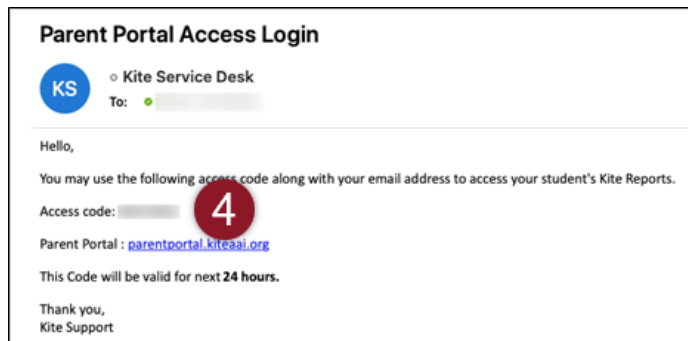 Parent Portal Access Login
KS
Kite Service Desk
To:
Hello,
You may use the following access code along with your email address to access your student's Kite Reports.
Access code:
4
Parent Portal : parentportal.kiteaai.org
This Code will be valid for next 24 hours.
Thank you,
Kite Support